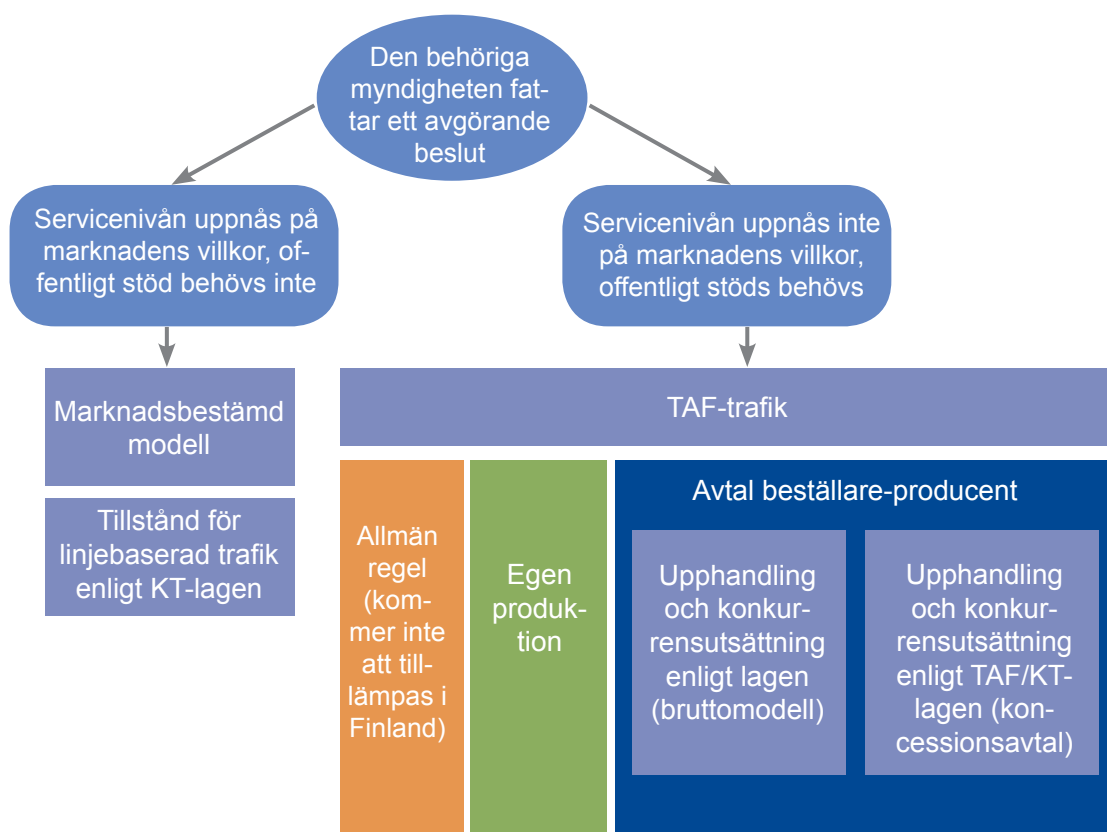 Den behöriga
myndigheten fat-
tar ett avgörande
beslut
Servicenivån uppnås på
marknadens villkor, of-
fentligt stöd behövs inte
Servicenivån uppnås inte
på marknadens villkor,
offentligt stöds behövs
Marknadsbestämd
modell
Tillstånd för
linjebaserad trafik
enligt KT-lagen
TAF-trafik
Allmän
regel
(kom-
mer inte
att till-
lämpas i
Finland)
Egen
produk-
tion
Avtal beställare-producent
Upphandling
och konkur-
rensutsättning
enligt lagen
(bruttomodell)
Upphandling
och konkur-
rensutsättning
enligt TAF/KT-
lagen (kon-
cessionsavtal)